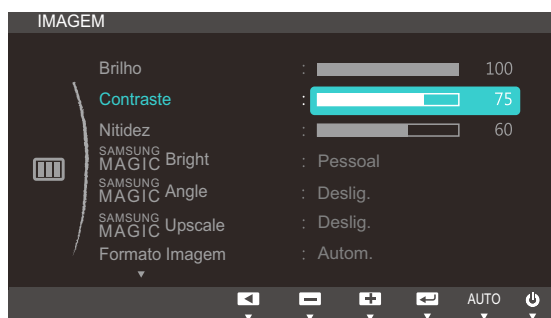 IMAGEM
Brilho : 100
Contraste : 75
Nitidez : 60
SAMSUNG MAGIC Bright : Pessoal
SAMSUNG MAGIC Angle : Deslig.
SAMSUNG MAGIC Upscale : Deslig.
Formato Imagem : Autom.
AUTO